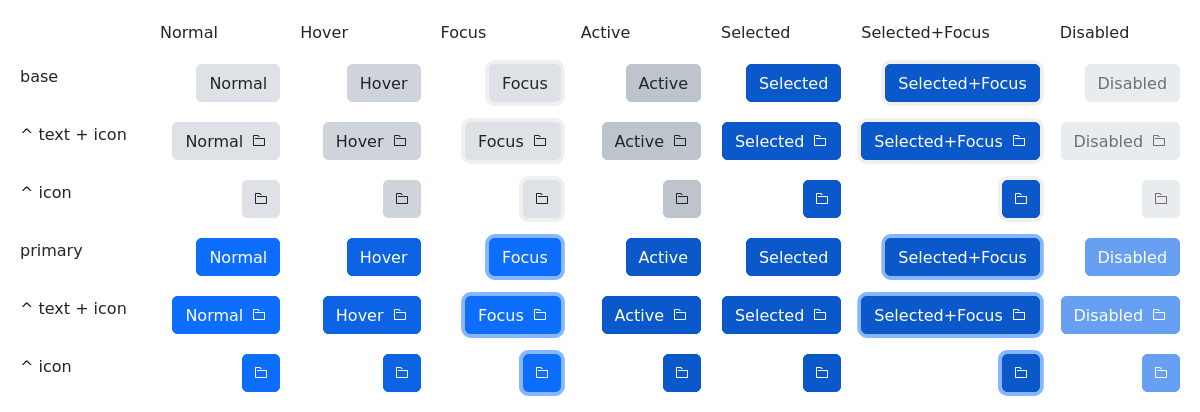 Normal Hover Focus Active Selected Selected+Focus Disabled
base Normal Hover Focus Active Selected Selected+Focus Disabled
^ text + icon Normal Hover Focus Active Selected Selected+Focus Disabled
^ icon
primary Normal Hover Focus Active Selected Selected+Focus Disabled
^ text + icon Normal Hover Focus Active Selected Selected+Focus Disabled
^ icon